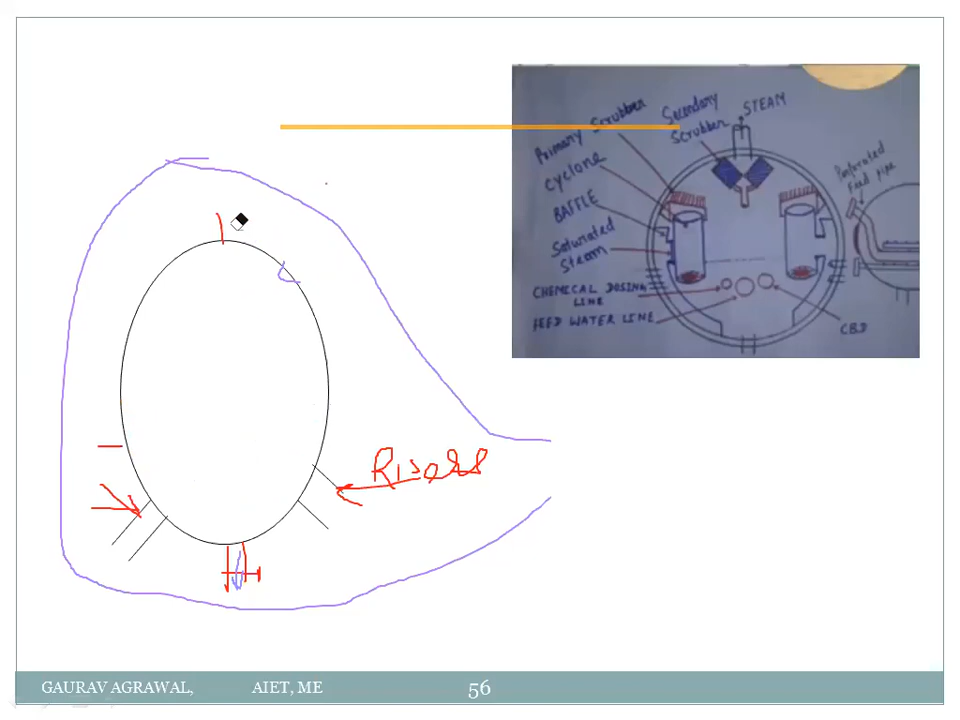 Primary Scrubber
Secondary Scrubber
STEAM
Cyclone
BAFFLE
Saturated Steam
Perforated Feed pipe
CHEMICAL DOSING LINE
FEED WATER LINE
CBD
Risers
GAURAV AGRAWAL, AIET, ME 56